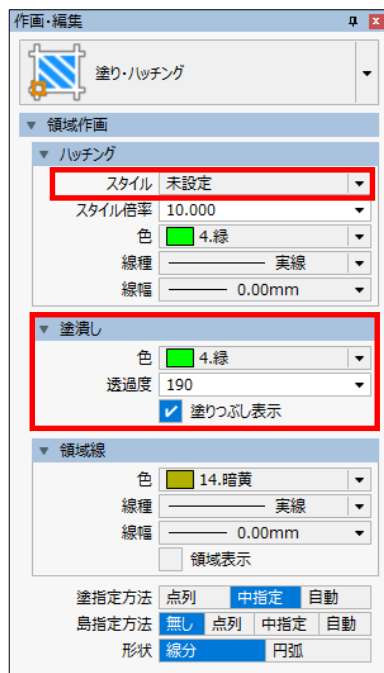 作画・編集
塗り・ハッチング
領域作画
ハッチング
スタイル 未設定
スタイル倍率 10.000
色 4.緑
線種 実線
線幅 0.00mm
塗潰し
色 4.緑
透過度 190
塗りつぶし表示
領域線
色 14.暗黄
線種 実線
線幅 0.00mm
領域表示
塗指定方法 点列 中指定 自動
島指定方法 無し 点列 中指定 自動
形状 線分 円弧